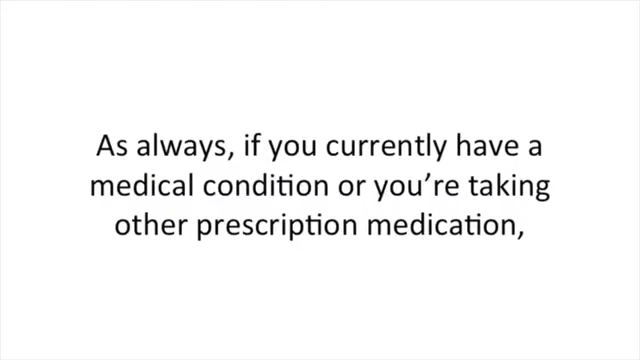 As always, if you currently have a
medical condition or you’re taking
other prescription medication,